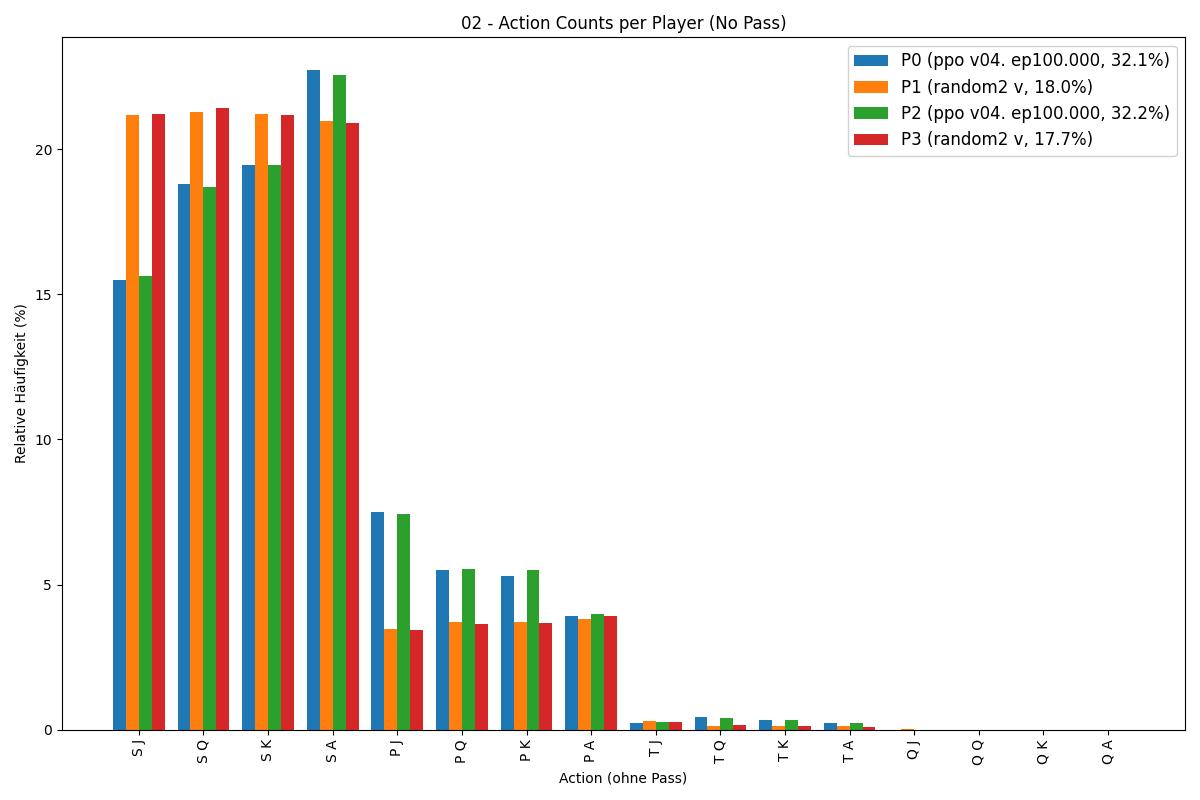 02 - Action Counts per Player (No Pass)
P0 (ppo v04. ep100.000, 32.1%)
P1 (random2 v, 18.0%)
P2 (ppo v04. ep100.000, 32.2%)
P3 (random2 v, 17.7%)
Relative Häufigkeit (%)
20
15
10
5
0
S J
S Q
S K
S A
P J
P Q
P K
P A
T J
T Q
T K
T A
Q J
Q Q
Q K
Q A
Action (ohne Pass)